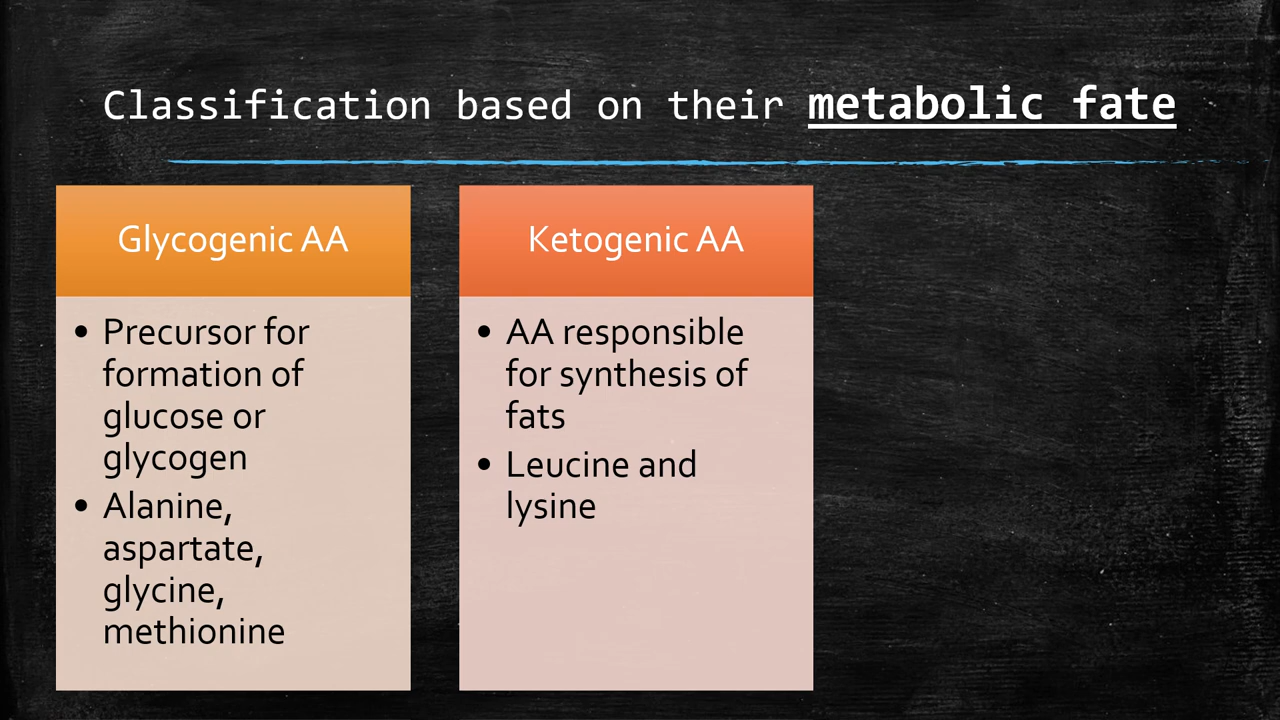 Classification based on their metabolic fate
Glycogenic AA
• Precursor for
formation of
glucose or
glycogen
• Alanine,
aspartate,
glycine,
methionine
Ketogenic AA
• AA responsible
for synthesis of
fats
• Leucine and
lysine